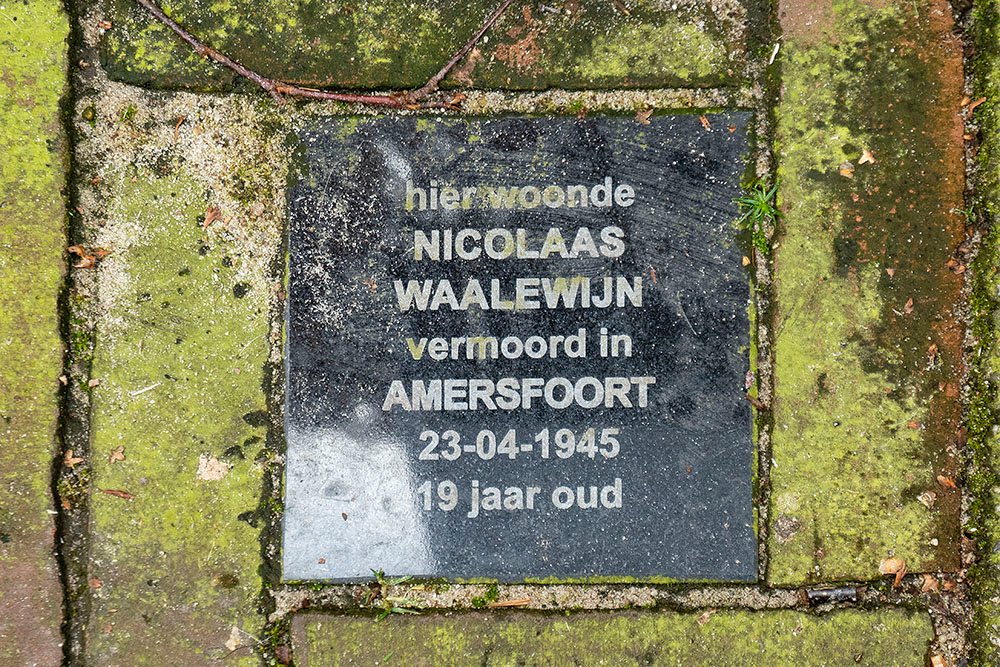 hier woonde
NICOLAAS
WAALEWIJN
vermoord in
AMERSFOORT
23-04-1945
19 jaar oud